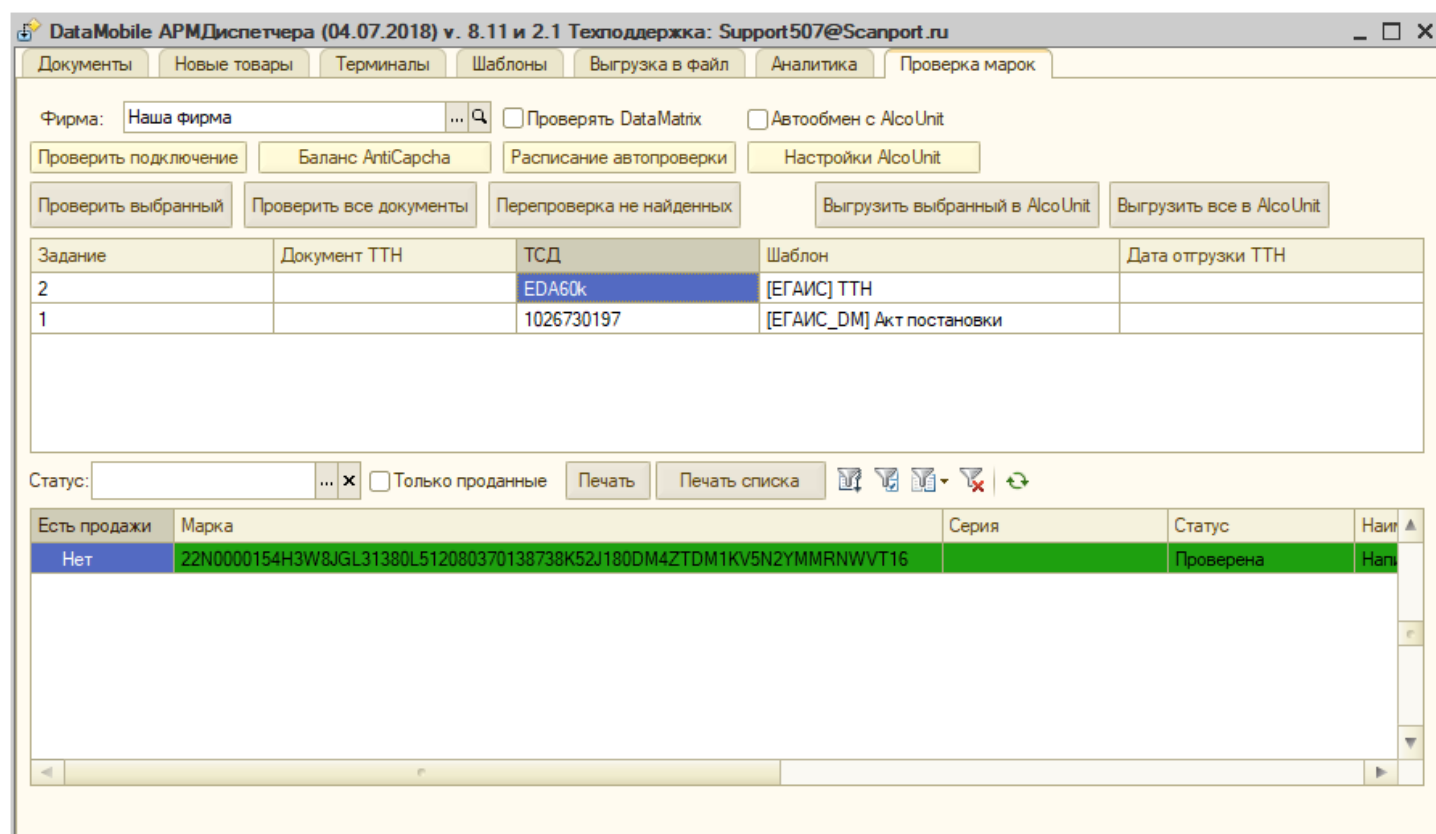 DataMobile АРМДиспетчера (04.07.2018) v. 8.11 и 2.1 Техподдержка: Support507@Scanport.ru
Документы Новые товары Терминалы Шаблоны Выгрузка в файл Аналитика Проверка марок
Фирма: Наша фирма ... Проверять DataMatrix Автообмен с AlcoUnit
Проверить подключение Баланс AntiCapcha Расписание автопроверки Настройки AlcoUnit
Проверить выбранный Проверить все документы Перепроверка не найденных Выгрузить выбранный в AlcoUnit Выгрузить все в AlcoUnit
Задание Документ ТТН ТСД Шаблон Дата отгрузки ТТН
2 EDA60k [ЕГАИС] ТТН
1 1026730197 [ЕГАИС_DM] Акт постановки
Статус: ... x Только проданные Печать Печать списка
Есть продажи Марка Серия Статус Наим
Нет 22N0000154H3W8JGL31380L512080370138738K52J180DM4ZTDM1KV5N2YMMRNWVT16 Проверена Напи